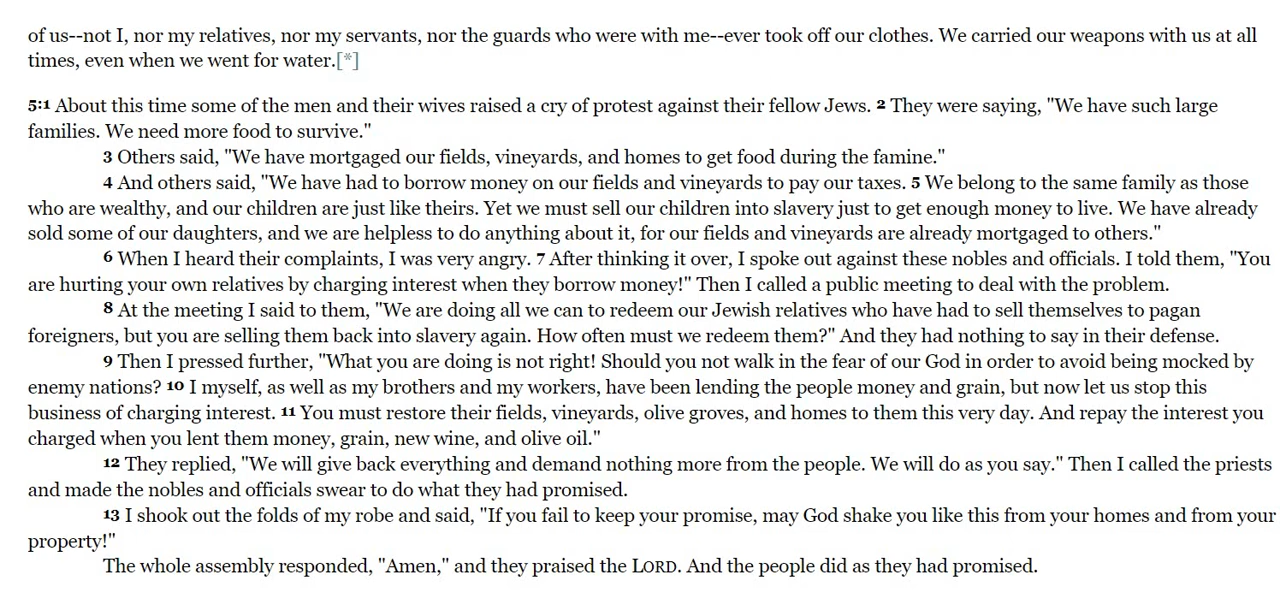 of us--not I, nor my relatives, nor my servants, nor the guards who were with me--ever took off our clothes. We carried our weapons with us at all
times, even when we went for water.[*]
5:1 About this time some of the men and their wives raised a cry of protest against their fellow Jews. 2 They were saying, "We have such large
families. We need more food to survive."
3 Others said, "We have mortgaged our fields, vineyards, and homes to get food during the famine."
4 And others said, "We have had to borrow money on our fields and vineyards to pay our taxes. 5 We belong to the same family as those
who are wealthy, and our children are just like theirs. Yet we must sell our children into slavery just to get enough money to live. We have already
sold some of our daughters, and we are helpless to do anything about it, for our fields and vineyards are already mortgaged to others."
6 When I heard their complaints, I was very angry. 7 After thinking it over, I spoke out against these nobles and officials. I told them, "You
are hurting your own relatives by charging interest when they borrow money!" Then I called a public meeting to deal with the problem.
8 At the meeting I said to them, "We are doing all we can to redeem our Jewish relatives who have had to sell themselves to pagan
foreigners, but you are selling them back into slavery again. How often must we redeem them?" And they had nothing to say in their defense.
9 Then I pressed further, "What you are doing is not right! Should you not walk in the fear of our God in order to avoid being mocked by
enemy nations? 10 I myself, as well as my brothers and my workers, have been lending the people money and grain, but now let us stop this
business of charging interest. 11 You must restore their fields, vineyards, olive groves, and homes to them this very day. And repay the interest you
charged when you lent them money, grain, new wine, and olive oil."
12 They replied, "We will give back everything and demand nothing more from the people. We will do as you say." Then I called the priests
and made the nobles and officials swear to do what they had promised.
13 I shook out the folds of my robe and said, "If you fail to keep your promise, may God shake you like this from your homes and from your
property!"
The whole assembly responded, "Amen," and they praised the LORD. And the people did as they had promised.